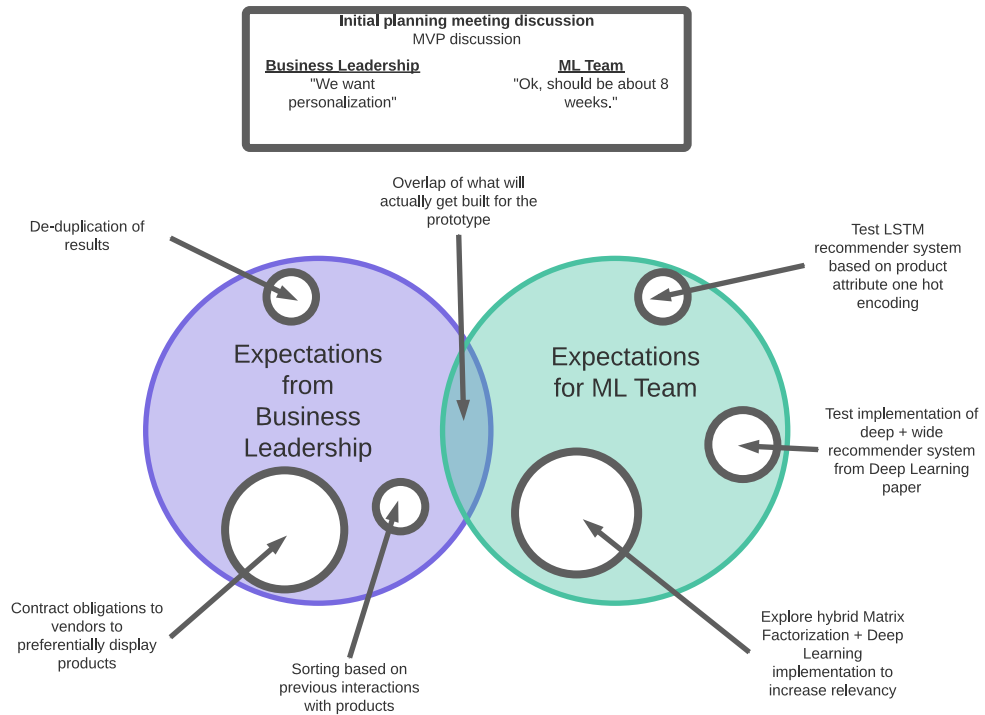 Initial planning meeting discussion
MVP discussion
Business Leadership
"We want
personalization"
ML Team
"Ok, should be about 8
weeks."
Overlap of what will
actually get built for the
prototype
De-duplication of
results
Test LSTM
recommender system
based on product
attribute one hot
encoding
Expectations
from
Business
Leadership
Expectations
for ML Team
Test implementation of
deep + wide
recommender system
from Deep Learning
paper
Contract obligations to
vendors to
preferentially display
products
Sorting based on
previous interactions
with products
Explore hybrid Matrix
Factorization + Deep
Learning
implementation to
increase relevancy